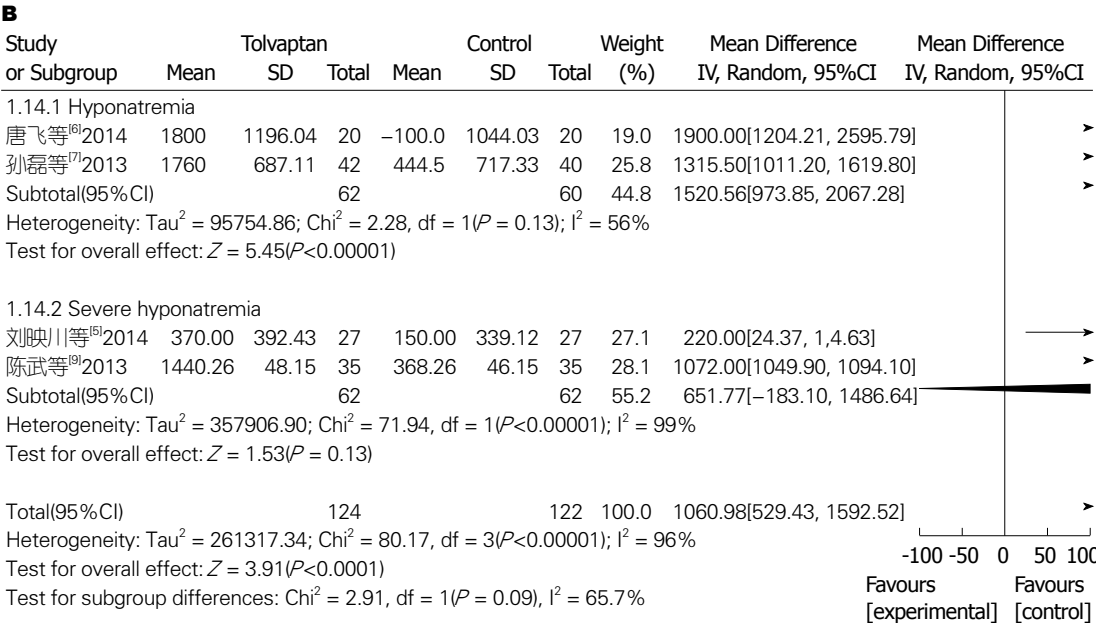 B
Study Tolvaptan Control Weight Mean Difference Mean Difference
or Subgroup Mean SD Total Mean SD Total (%) IV, Random, 95%CI IV, Random, 95%CI
1.14.1 Hyponatremia
唐飞等[6]2014 1800 1196.04 20 −100.0 1044.03 20 19.0 1900.00[1204.21, 2595.79]
孙磊等[7]2013 1760 687.11 42 444.5 717.33 40 25.8 1315.50[1011.20, 1619.80]
Subtotal(95%CI) 62 60 44.8 1520.56[973.85, 2067.28]
Heterogeneity: Tau2 = 95754.86; Chi2 = 2.28, df = 1(P = 0.13); I2 = 56%
Test for overall effect: Z = 5.45(P<0.00001)
1.14.2 Severe hyponatremia
刘映川等[5]2014 370.00 392.43 27 150.00 339.12 27 27.1 220.00[24.37, 1,4.63]
陈武等[9]2013 1440.26 48.15 35 368.26 46.15 35 28.1 1072.00[1049.90, 1094.10]
Subtotal(95%CI) 62 62 55.2 651.77[−183.10, 1486.64]
Heterogeneity: Tau2 = 357906.90; Chi2 = 71.94, df = 1(P<0.00001); I2 = 99%
Test for overall effect: Z = 1.53(P = 0.13)
Total(95%CI) 124 122 100.0 1060.98[529.43, 1592.52]
Heterogeneity: Tau2 = 261317.34; Chi2 = 80.17, df = 3(P<0.00001); I2 = 96%
Test for overall effect: Z = 3.91(P<0.0001)
Test for subgroup differences: Chi2 = 2.91, df = 1(P = 0.09), I2 = 65.7%
-100 -50 0 50 100
Favours Favours
[experimental] [control]